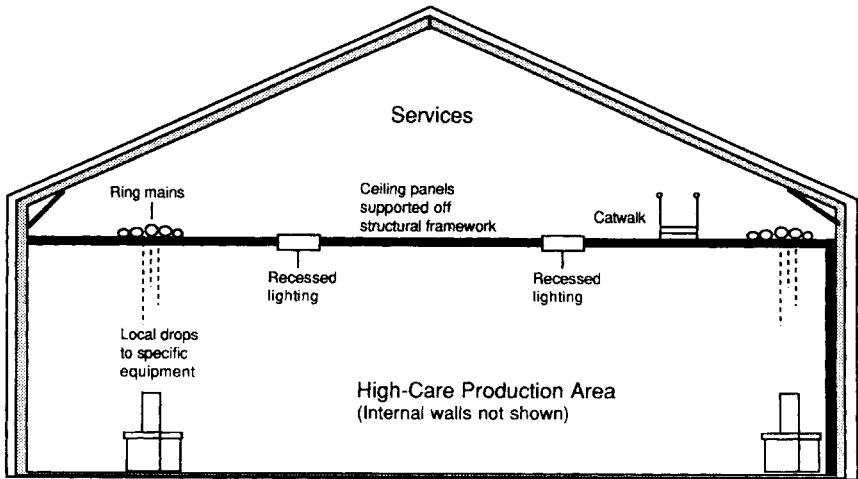 Services
Ring mains
Ceiling panels
supported off
structural framework
Catwalk
Recessed
lighting
Recessed
lighting
Local drops
to specific
equipment
High-Care Production Area
(Internal walls not shown)